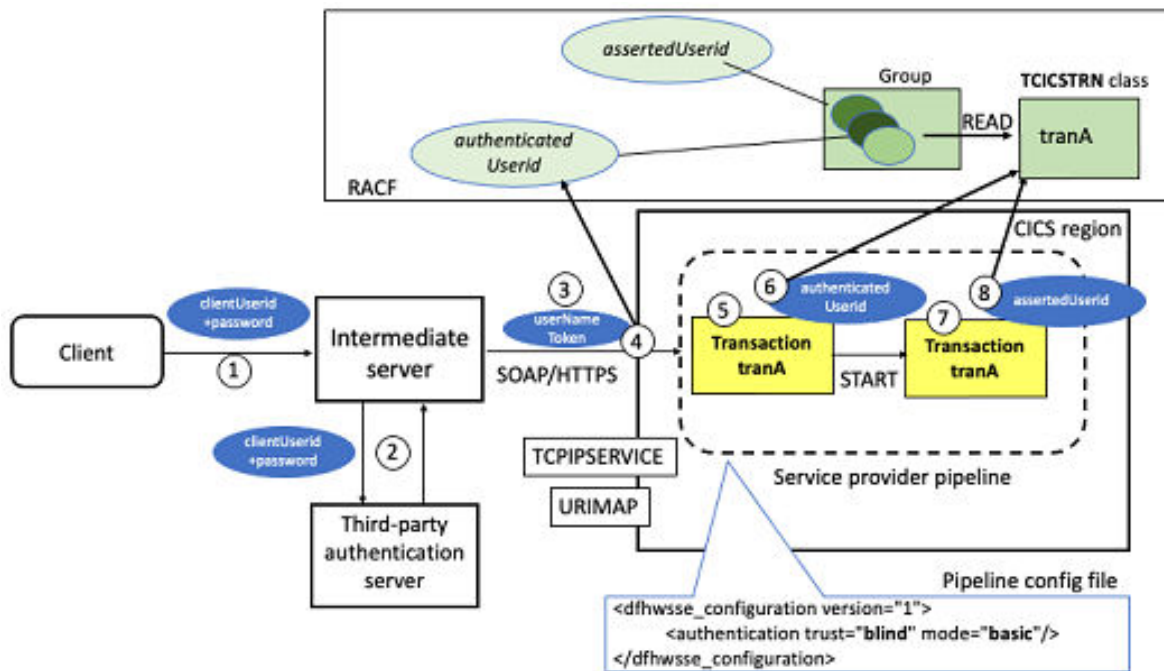 assertedUserid
Group
TCICSTRN class
authenticated
Userid
READ
tranA
RACF
CICS region
clientUserid
+password
3
userName
Token
6
authenticated
UserId
8
assertedUserid
5
7
Client
1
Intermediate
server
4
SOAP/HTTPS
Transaction
tranA
START
Transaction
tranA
clientUserid
+password
2
TCPIPSERVICE
URIMAP
Service provider pipeline
Third-party
authentication
server
Pipeline config file
<dfhwsse_configuration version="1">
<authentication trust="blind" mode="basic"/>
</dfhwsse_configuration>